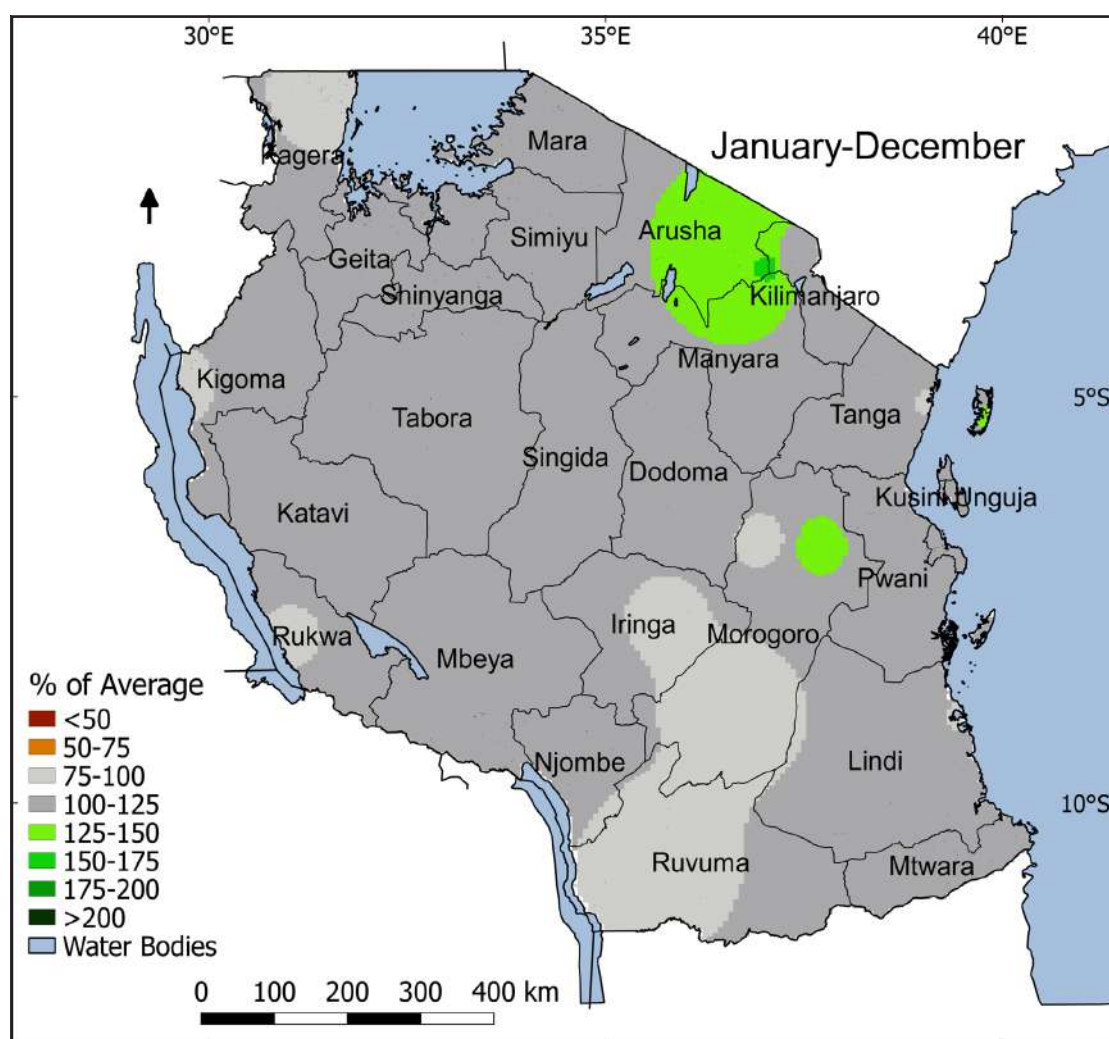 30°E 35°E 40°E
January-December
Mara
Kagera
Arusha
Simiyu
Geita
Shinyanga
Kilimanjaro
Manyara
Kigoma
5°S
Tabora
Tanga
Singida
Dodoma
Kusini Unguja
Katavi
Pwani
Iringa
Rukwa
Morogoro
Mbeya
Njombe
Lindi
10°S
Ruvuma
Mtwara
% of Average
<50
50-75
75-100
100-125
125-150
150-175
175-200
>200
Water Bodies
0 100 200 300 400 km